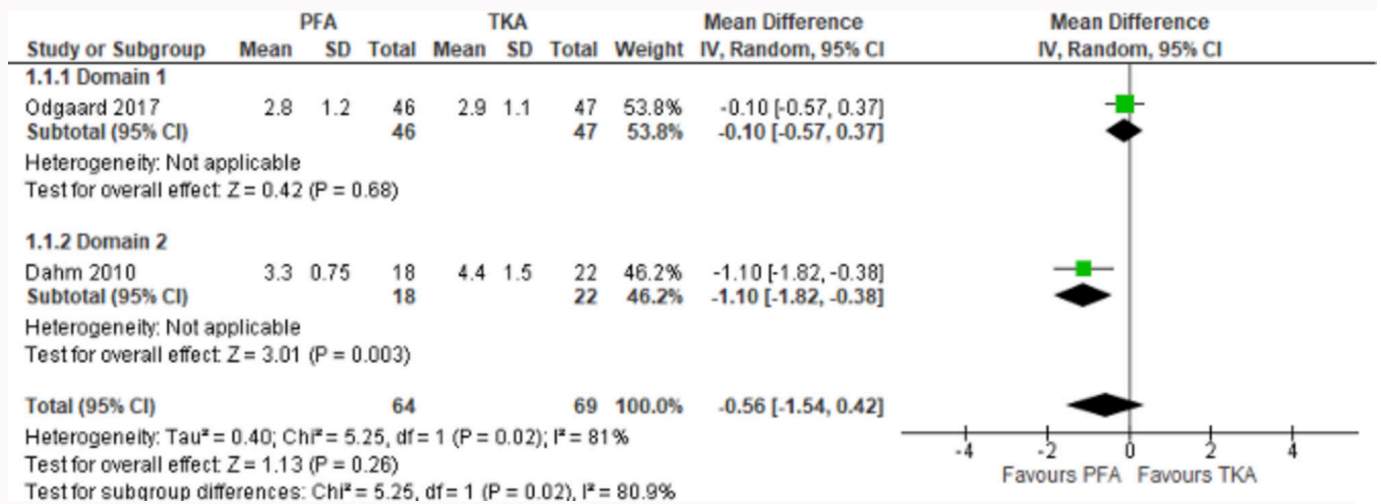 PFA TKA Mean Difference Mean Difference
Study or Subgroup Mean SD Total Mean SD Total Weight IV, Random, 95% CI IV, Random, 95% CI
1.1.1 Domain 1
Odgaard 2017 2.8 1.2 46 2.9 1.1 47 53.8% -0.10 [-0.57, 0.37]
Subtotal (95% CI) 46 47 53.8% -0.10 [-0.57, 0.37]
Heterogeneity: Not applicable
Test for overall effect: Z = 0.42 (P = 0.68)
1.1.2 Domain 2
Dahm 2010 3.3 0.75 18 4.4 1.5 22 46.2% -1.10 [-1.82, -0.38]
Subtotal (95% CI) 18 22 46.2% -1.10 [-1.82, -0.38]
Heterogeneity: Not applicable
Test for overall effect: Z = 3.01 (P = 0.003)
Total (95% CI) 64 69 100.0% -0.56 [-1.54, 0.42]
Heterogeneity: Tau² = 0.40; Chi² = 5.25, df = 1 (P = 0.02); I² = 81%
Test for overall effect: Z = 1.13 (P = 0.26)
Test for subgroup differences: Chi² = 5.25, df = 1 (P = 0.02), I² = 80.9%
-4 -2 0 2 4
Favours PFA Favours TKA